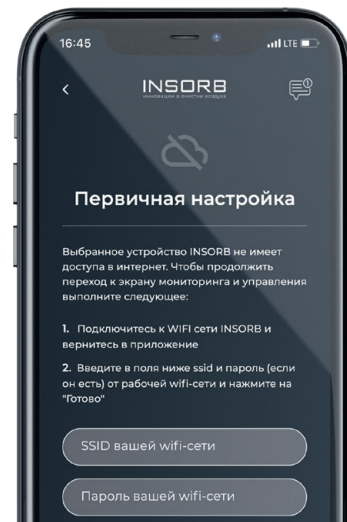 16:45
LTE
INSORB
инновации в очистке воздуха
Первичная настройка
Выбранное устройство INSORB не имеет
доступа в интернет. Чтобы продолжить
переход к экрану мониторинга и управления
выполните следующее:
1. Подключитесь к WIFI сети INSORB и
вернитесь в приложение
2. Введите в поля ниже ssid и пароль (если
он есть) от рабочей wifi-сети и нажмите на
"Готово"
SSID вашей wifi-сети
Пароль вашей wifi-сети